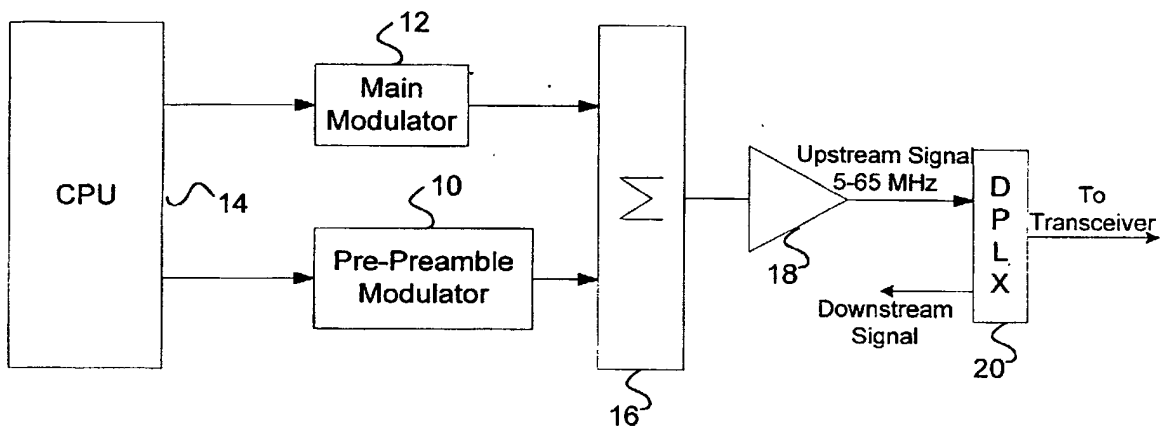 12
Main
Modulator
CPU
14
10
Pre-Preamble
Modulator
Σ
16
18
Upstream Signal
5-65 MHz
D
P
L
X
To
Transceiver
Downstream
Signal
20